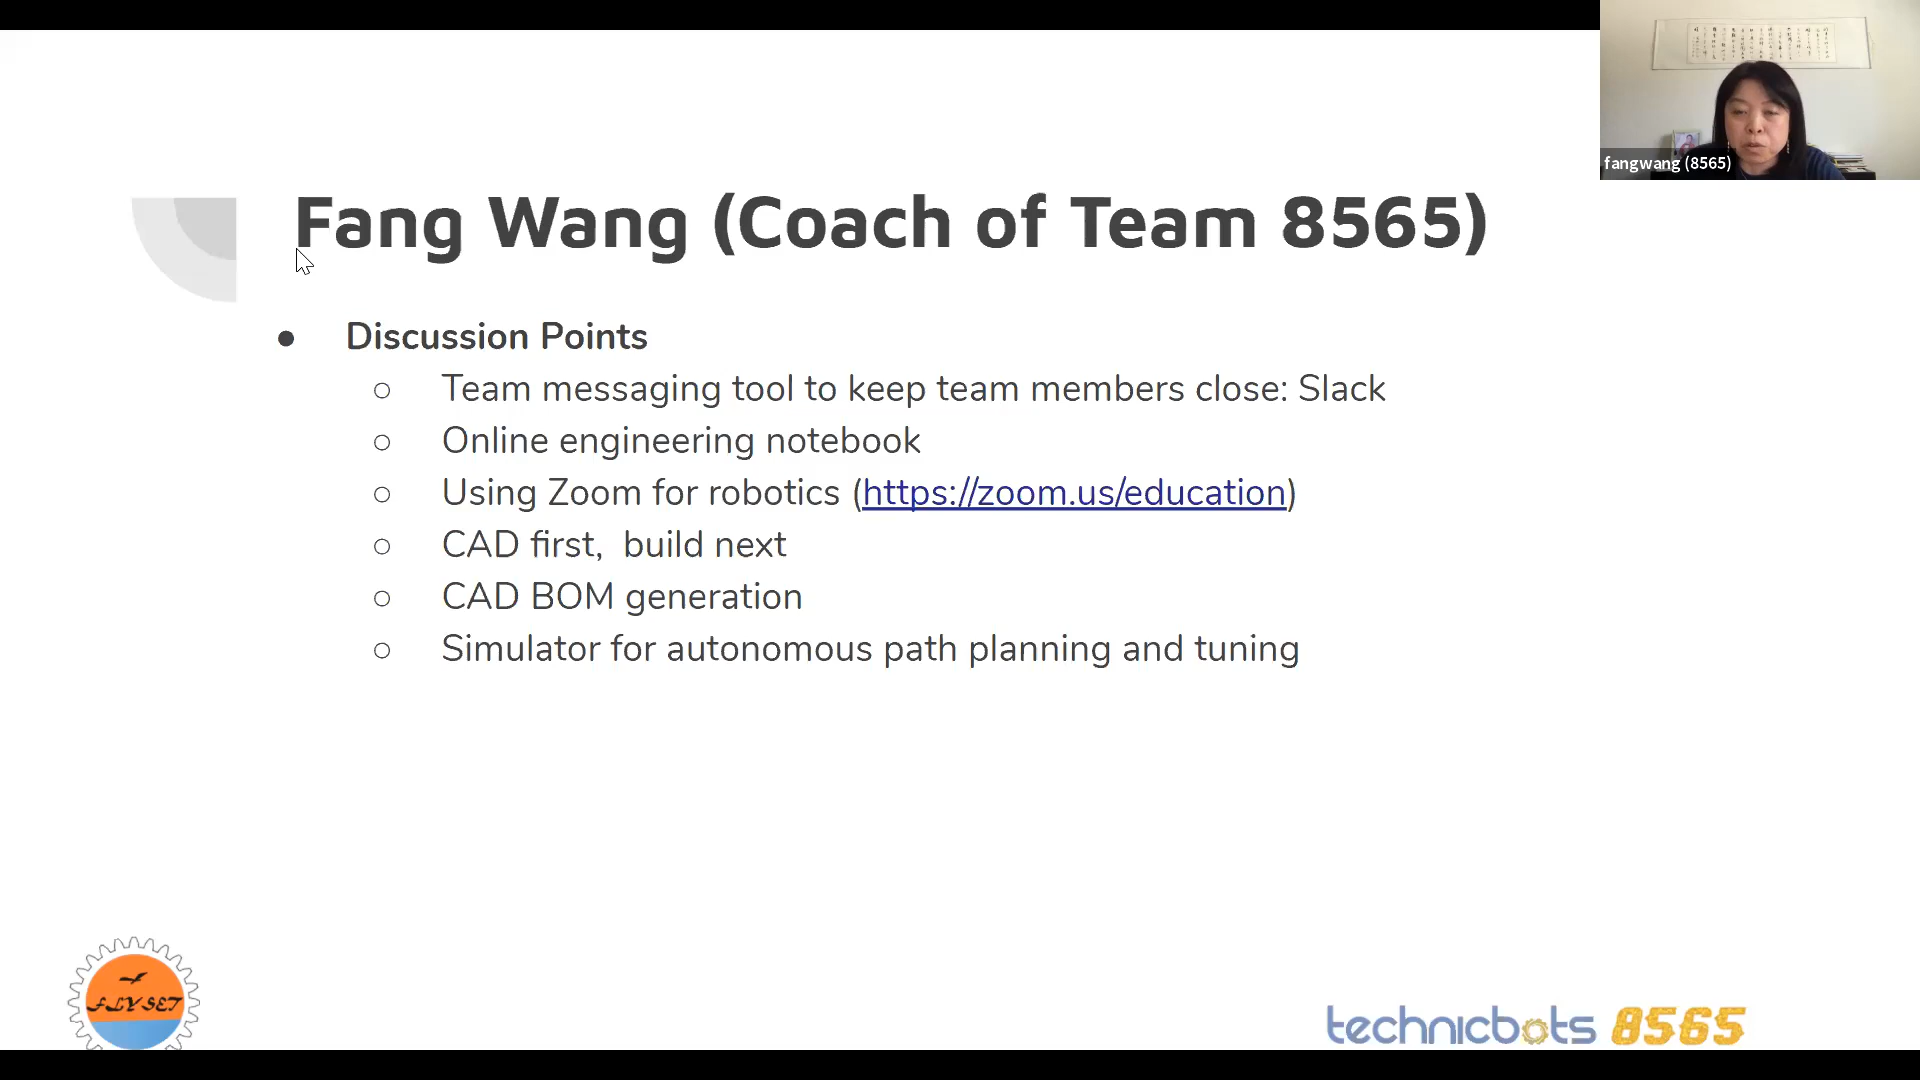 fangwang (8565)
Fang Wang (Coach of Team 8565)
● Discussion Points
○ Team messaging tool to keep team members close: Slack
○ Online engineering notebook
○ Using Zoom for robotics (https://zoom.us/education)
○ CAD first,  build next
○ CAD BOM generation
○ Simulator for autonomous path planning and tuning
FLYSET
technicbots 8565